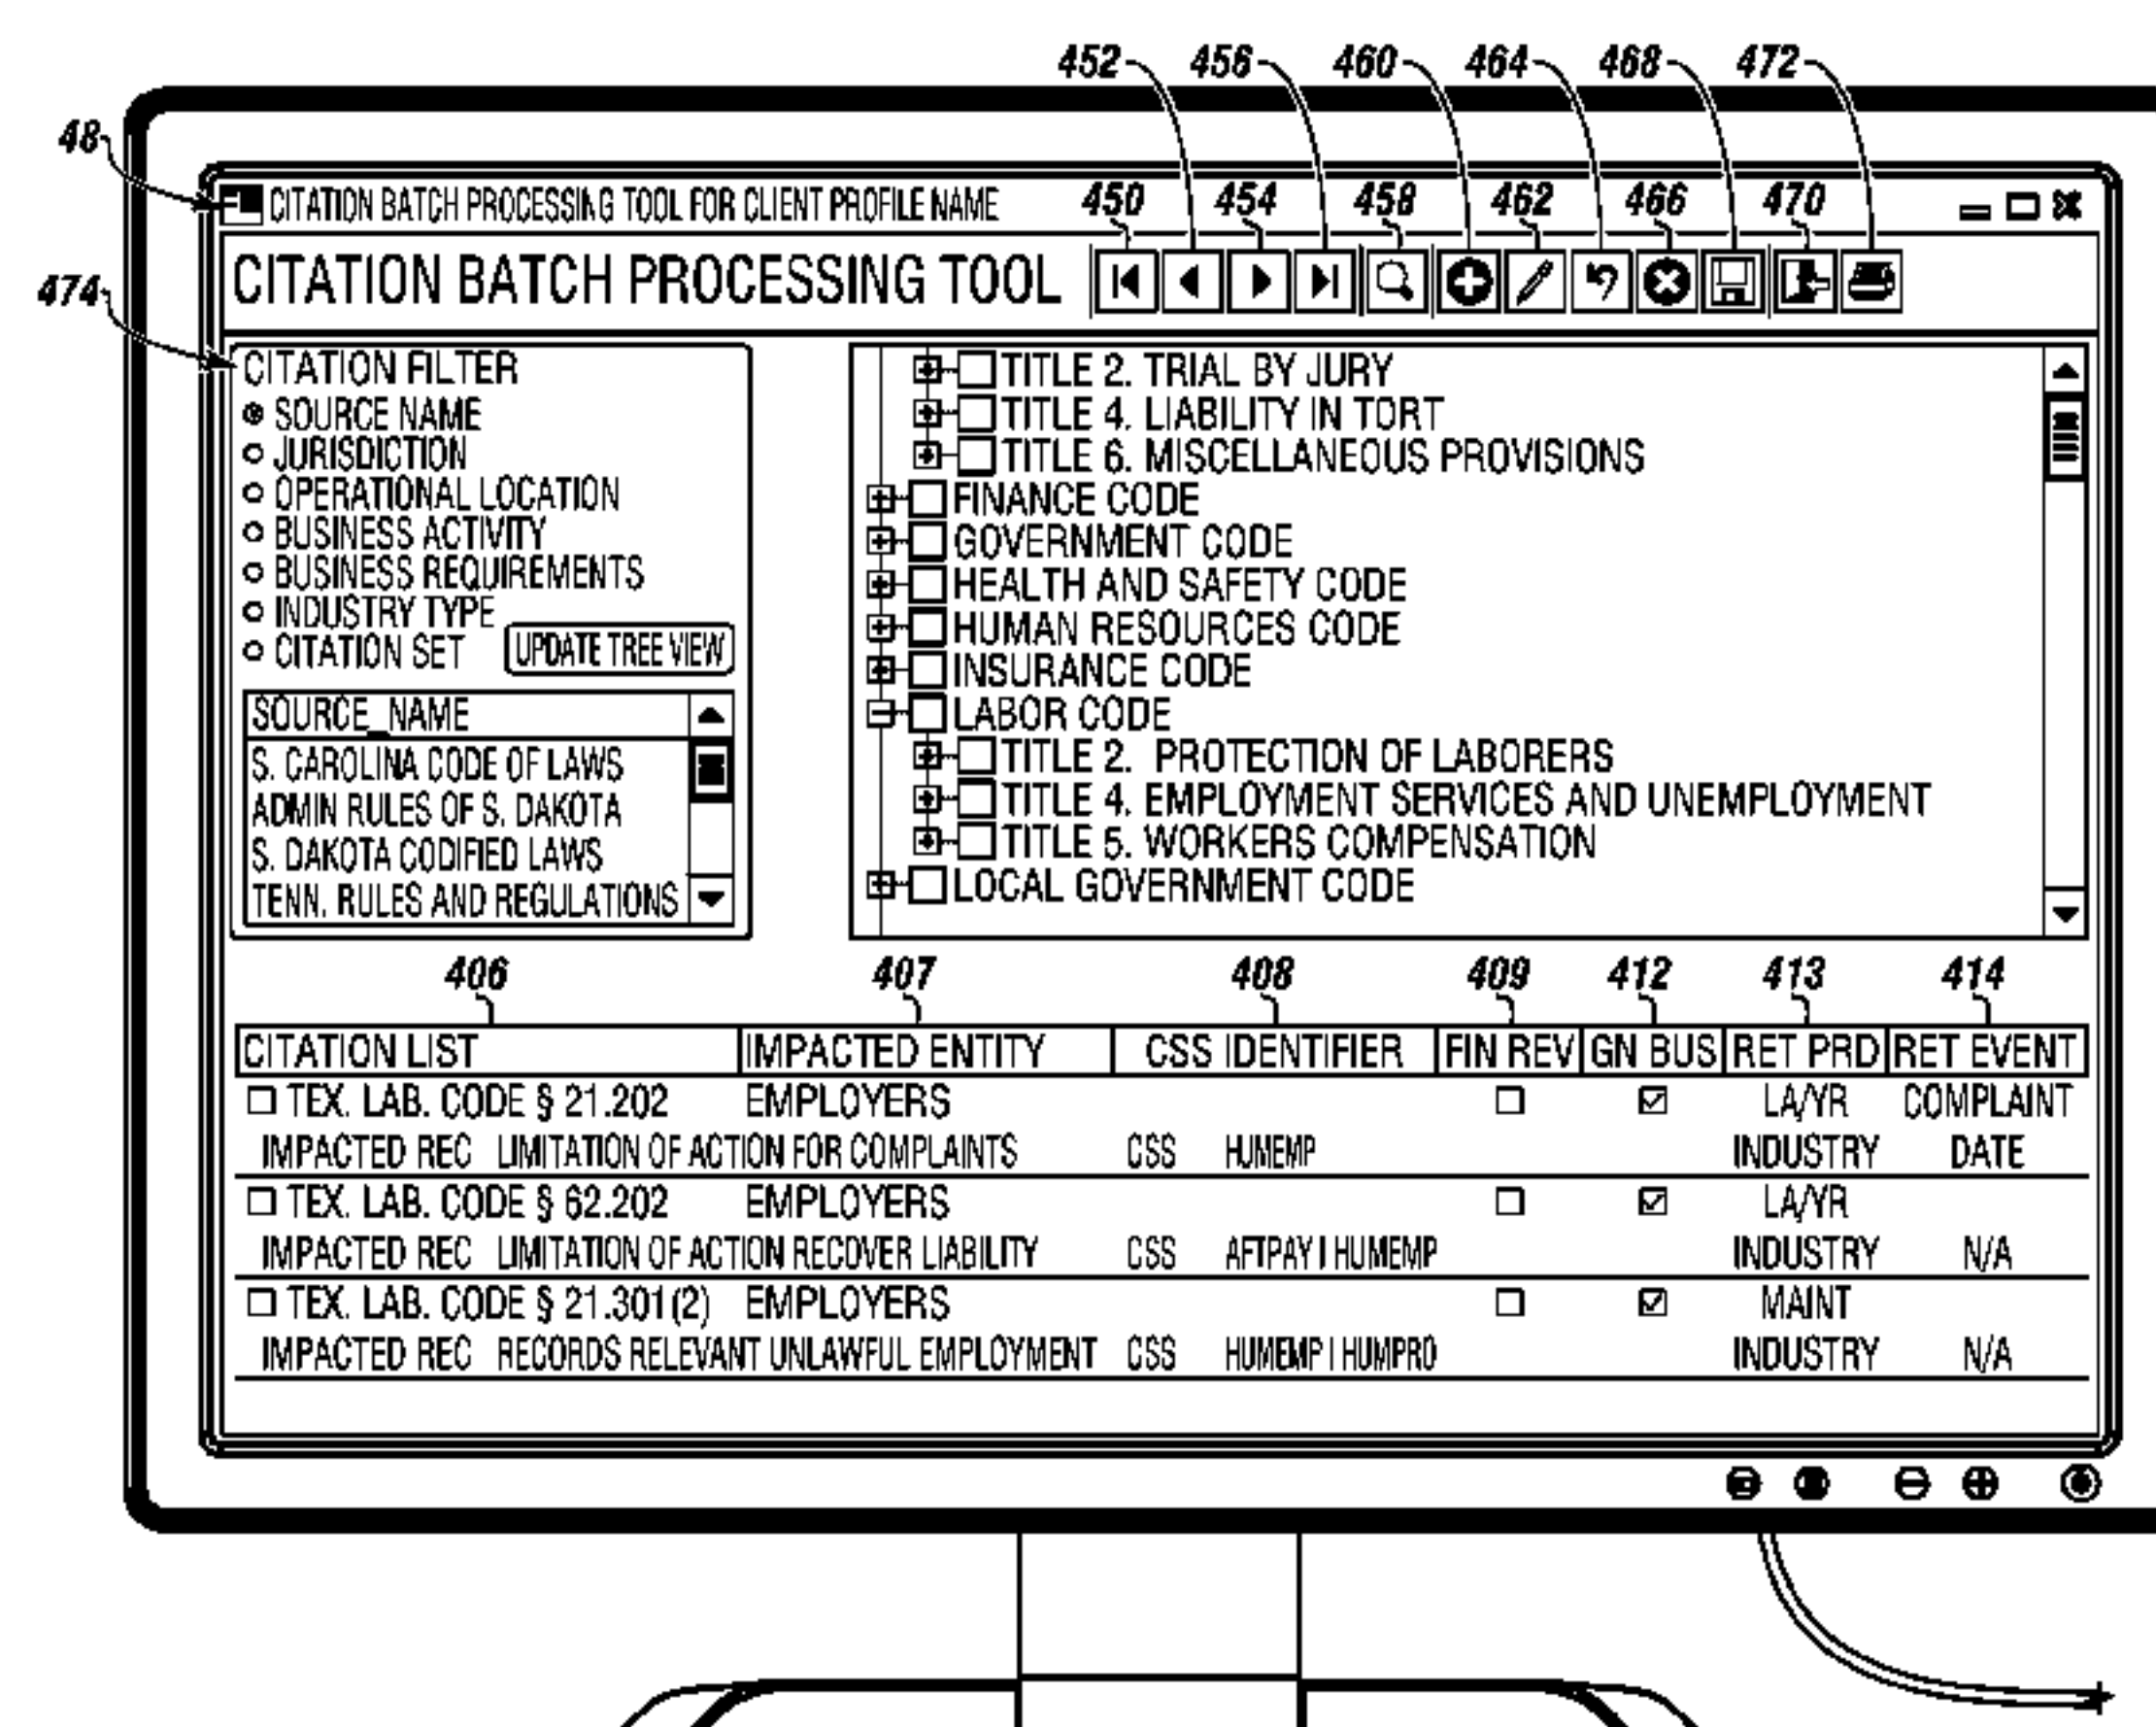 452 456 460 464 468 472
48
CITATION BATCH PROCESSING TOOL FOR CLIENT PROFILE NAME
450 454 458 462 466 470
CITATION BATCH PROCESSING TOOL
474
CITATION FILTER
SOURCE NAME
JURISDICTION
OPERATIONAL LOCATION
BUSINESS ACTIVITY
BUSINESS REQUIREMENTS
INDUSTRY TYPE
CITATION SET
UPDATE TREE VIEW
SOURCE_NAME
S. CAROLINA CODE OF LAWS
ADMIN RULES OF S. DAKOTA
S. DAKOTA CODIFIED LAWS
TENN. RULES AND REGULATIONS
TITLE 2. TRIAL BY JURY
TITLE 4. LIABILITY IN TORT
TITLE 6. MISCELLANEOUS PROVISIONS
FINANCE CODE
GOVERNMENT CODE
HEALTH AND SAFETY CODE
HUMAN RESOURCES CODE
INSURANCE CODE
LABOR CODE
TITLE 2. PROTECTION OF LABORERS
TITLE 4. EMPLOYMENT SERVICES AND UNEMPLOYMENT
TITLE 5. WORKERS COMPENSATION
LOCAL GOVERNMENT CODE
406 407 408 409 412 413 414
CITATION LIST IMPACTED ENTITY CSS IDENTIFIER FIN REV GN BUS RET PRD RET EVENT
TEX. LAB. CODE § 21.202 EMPLOYERS LA/YR COMPLAINT
IMPACTED REC LIMITATION OF ACTION FOR COMPLAINTS CSS HUMEMP INDUSTRY DATE
TEX. LAB. CODE § 62.202 EMPLOYERS LA/YR
IMPACTED REC LIMITATION OF ACTION RECOVER LIABILITY CSS AFTPAY | HUMEMP INDUSTRY N/A
TEX. LAB. CODE § 21.301(2) EMPLOYERS MAINT
IMPACTED REC RECORDS RELEVANT UNLAWFUL EMPLOYMENT CSS HUMEMP | HUMPRO INDUSTRY N/A